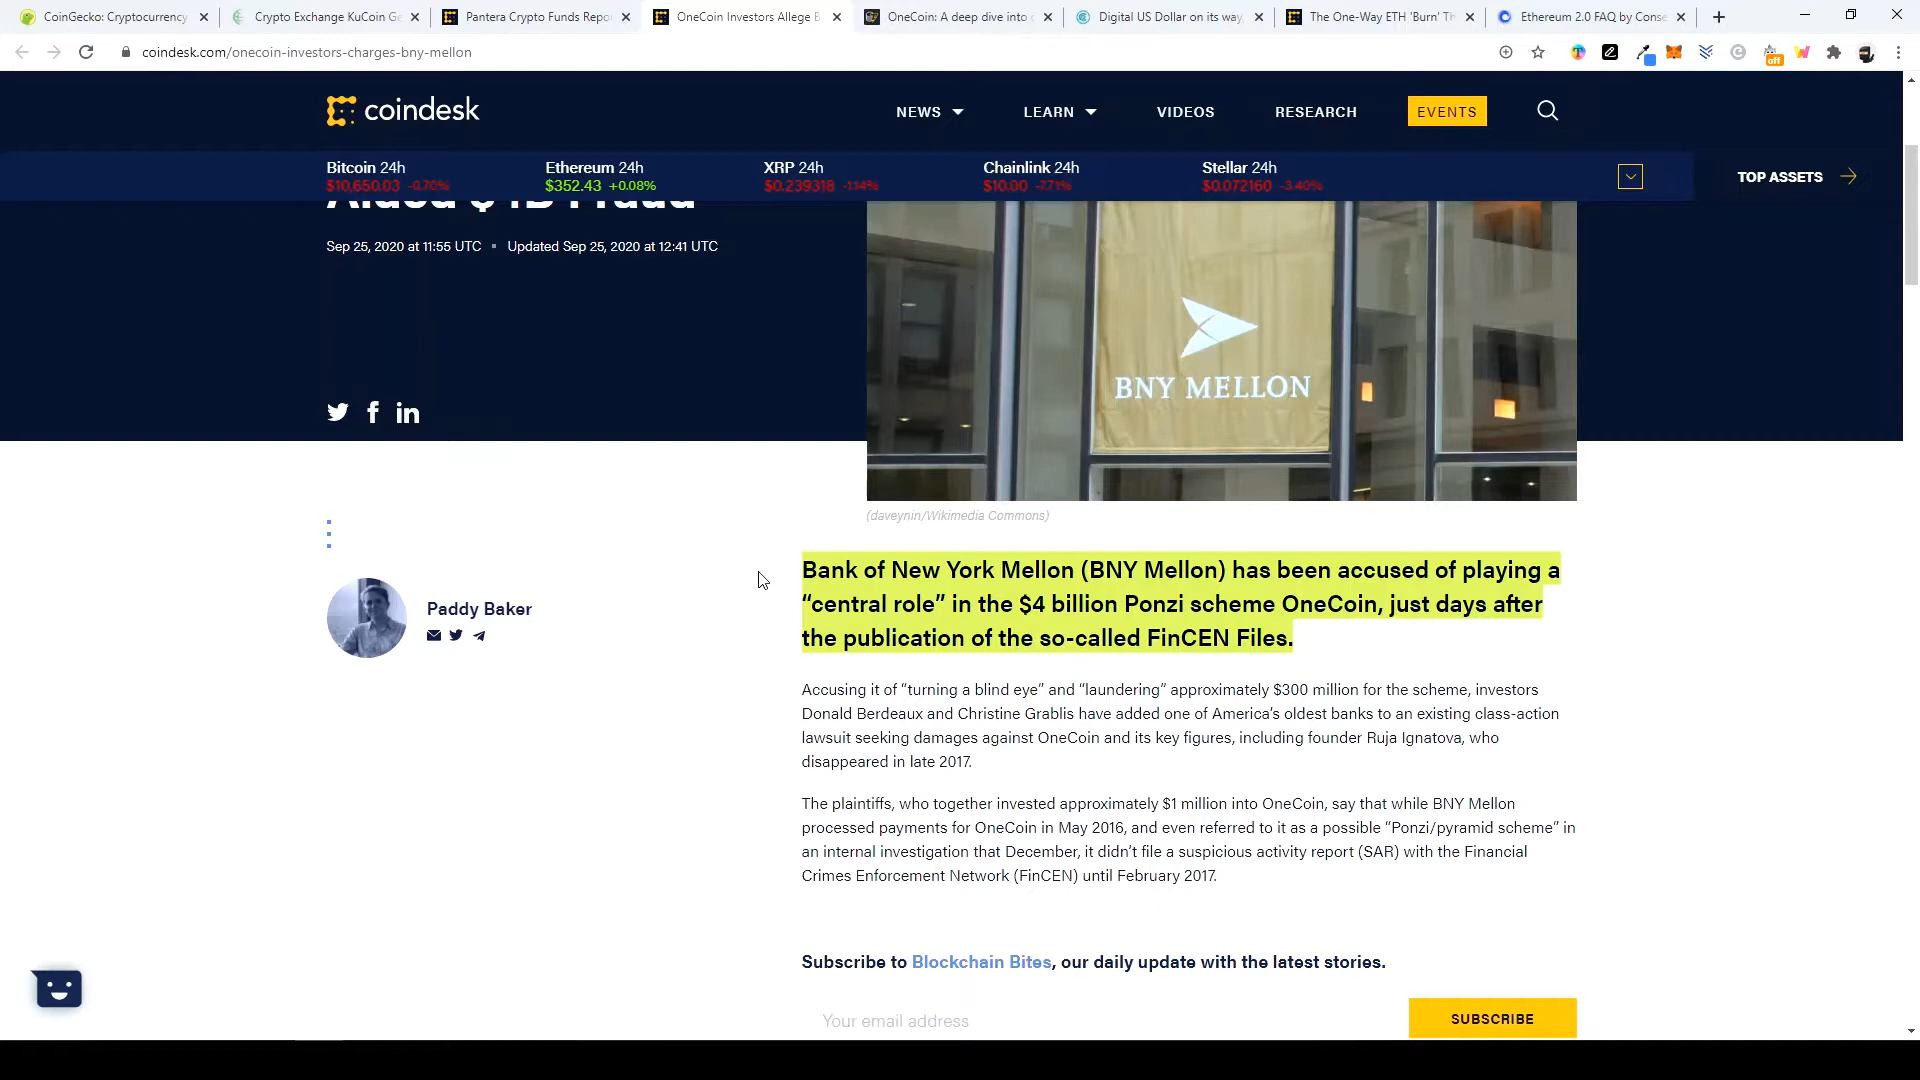 CoinGecko: Cryptocurrency
Crypto Exchange KuCoin Ge
Pantera Crypto Funds Repo
OneCoin Investors Allege B
OneCoin: A deep dive into
Digital US Dollar on its way,
The One-Way ETH 'Burn' Th
Ethereum 2.0 FAQ by Conse
coindesk.com/onecoin-investors-charges-bny-mellon
off
coindesk
NEWS
LEARN
VIDEOS
RESEARCH
EVENTS
Bitcoin 24h
$10,650.03 -0.70%
Ethereum 24h
$352.43 +0.08%
XRP 24h
$0.239318 -1.14%
Chainlink 24h
$10.00 -7.71%
Stellar 24h
$0.072160 -3.40%
TOP ASSETS
Aided $4B Fraud
Sep 25, 2020 at 11:55 UTC ▪ Updated Sep 25, 2020 at 12:41 UTC
BNY MELLON
(daveynin/Wikimedia Commons)
Paddy Baker
Bank of New York Mellon (BNY Mellon) has been accused of playing a
“central role” in the $4 billion Ponzi scheme OneCoin, just days after
the publication of the so-called FinCEN Files.
Accusing it of “turning a blind eye” and “laundering” approximately $300 million for the scheme, investors
Donald Berdeaux and Christine Grablis have added one of America’s oldest banks to an existing class-action
lawsuit seeking damages against OneCoin and its key figures, including founder Ruja Ignatova, who
disappeared in late 2017.
The plaintiffs, who together invested approximately $1 million into OneCoin, say that while BNY Mellon
processed payments for OneCoin in May 2016, and even referred to it as a possible “Ponzi/pyramid scheme” in
an internal investigation that December, it didn’t file a suspicious activity report (SAR) with the Financial
Crimes Enforcement Network (FinCEN) until February 2017.
Subscribe to Blockchain Bites, our daily update with the latest stories.
Your email address
SUBSCRIBE